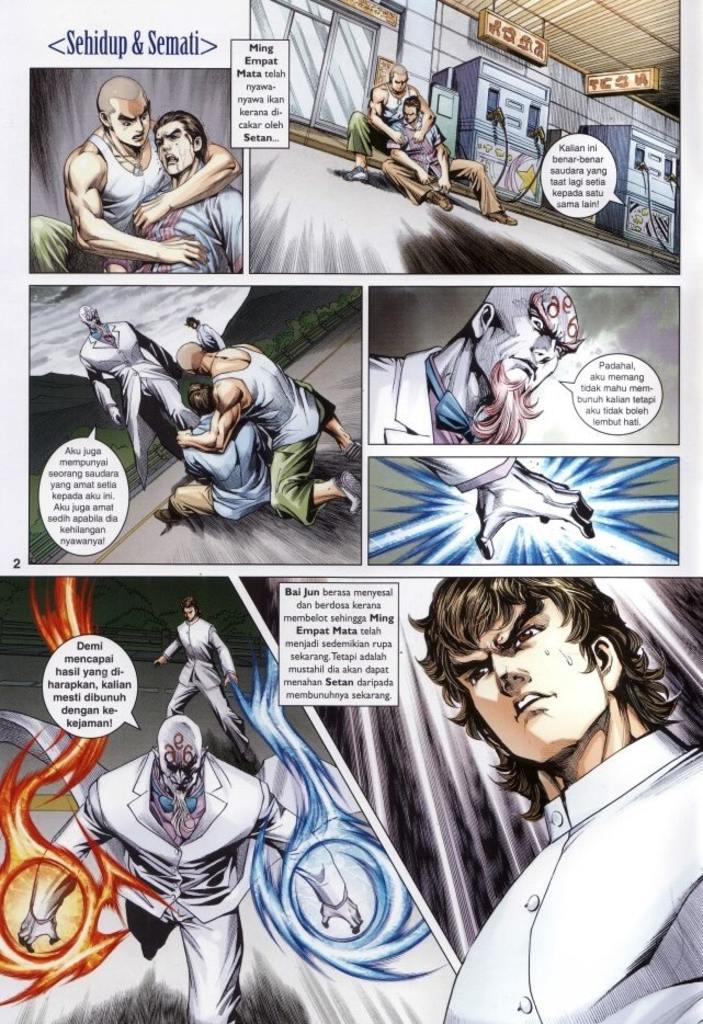 <Sehidup & Semati>
Ming
Empat
Mata telah
nyawa-
nyawa ikan
kerana di-
cakar oleh
Setan...
Kalian ini
benar-benar
saudara yang
taat lagi setia
kepada satu
sama lain!
Aku juga
mempunyai
seorang saudara
yang setia
kepada aku ini.
Aku juga amat
sedih apabila dia
kehilangan
nyawanya!
Padahal,
aku memang
tidak mahu mem-
bunuh kalian tetapi
aku tidak boleh
lembut hati.
2
Demi
mencapai
hasil yang di-
harapkan, kalian
mesti dibunuh
dengan ke-
kejaman!
Bai Jun berasa menyesal
dan berdosa kerana
membelot sehingga Ming
Empat Mata telah
menjadi sedemikian rupa
sekarang. Tetapi adalah
mustahil dia akan dapat
menahan Setan daripada
membunuhnya sekarang.